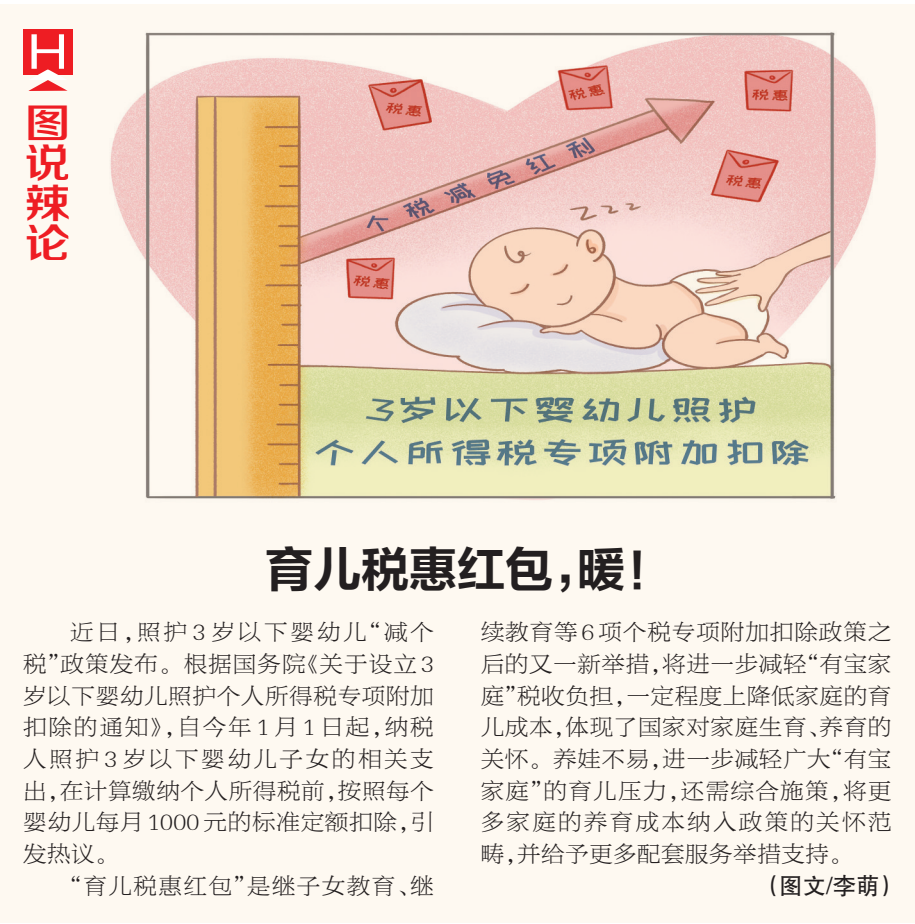 H
图说辣论
税惠
税惠
税惠
税惠
税惠
个税减免红利
zzz
3岁以下婴幼儿照护
个人所得税专项附加扣除
育儿税惠红包，暖！
近日，照护3岁以下婴幼儿“减个
税”政策发布。根据国务院《关于设立3
岁以下婴幼儿照护个人所得税专项附加
扣除的通知》，自今年1月1日起，纳税
人照护3岁以下婴幼儿子女的相关支
出，在计算缴纳个人所得税前，按照每个
婴幼儿每月1000元的标准定额扣除，引
发热议。
“育儿税惠红包”是继子女教育、继
续教育等6项个税专项附加扣除政策之
后的又一新举措，将进一步减轻“有宝家
庭”税收负担，一定程度上降低家庭的育
儿成本，体现了国家对家庭生育、养育的
关怀。养娃不易，进一步减轻广大“有宝
家庭”的育儿压力，还需综合施策，将更
多家庭的养育成本纳入政策的关怀范
畴，并给予更多配套服务举措支持。
（图文/李萌）